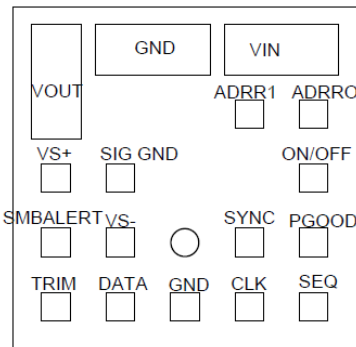 GND
VIN
VOUT
ADRR1 ADRRO
VS+ SIG GND ON/OFF
SMBALERT VS- SYNC PGOOD
TRIM DATA GND CLK SEQ